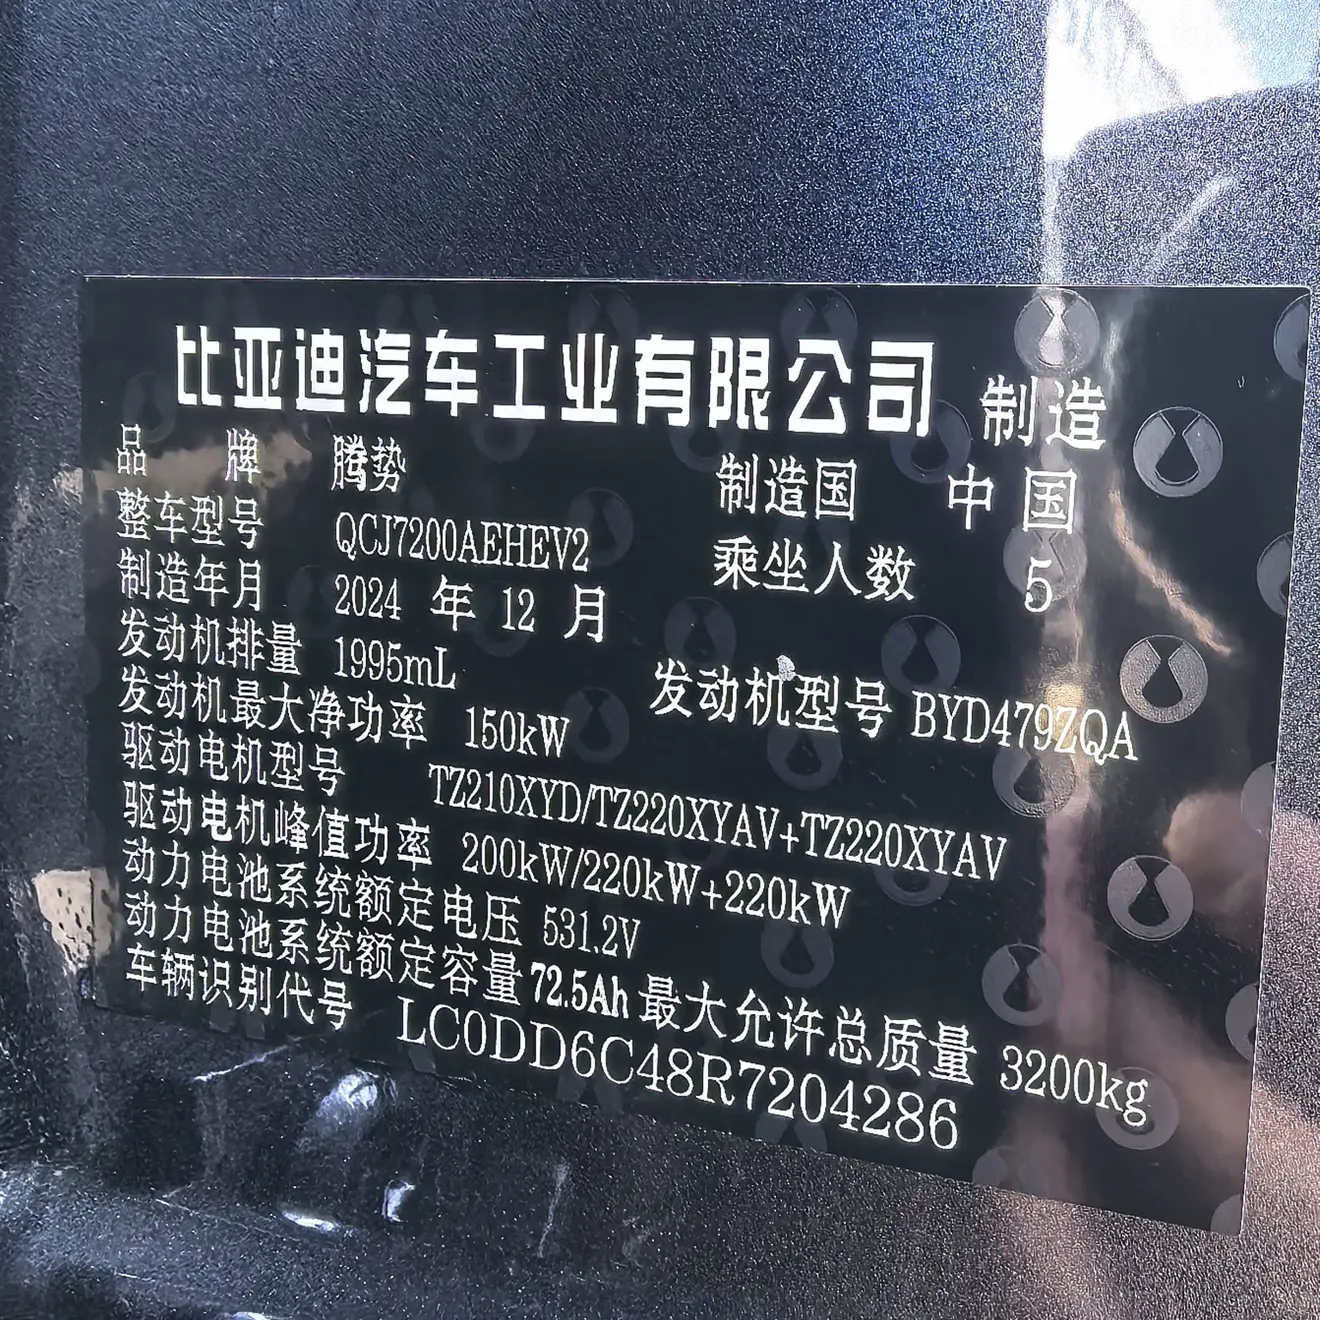 比亚迪汽车工业有限公司 制造
品 牌 腾势 制造国 中国
整车型号 QCJ7200AEHEV2 乘坐人数 5
制造年月 2024 年 12 月
发动机排量 1995mL 发动机型号 BYD479ZQA
发动机最大净功率 150kW
驱动电机型号 TZ210XYD/TZ220XYAV+TZ220XYAV
驱动电机峰值功率 200kW/220kW+220kW
动力电池系统额定电压 531.2V
动力电池系统额定容量 72.5Ah 最大允许总质量 3200kg
车辆识别代号 LC0DD6C48R7204286